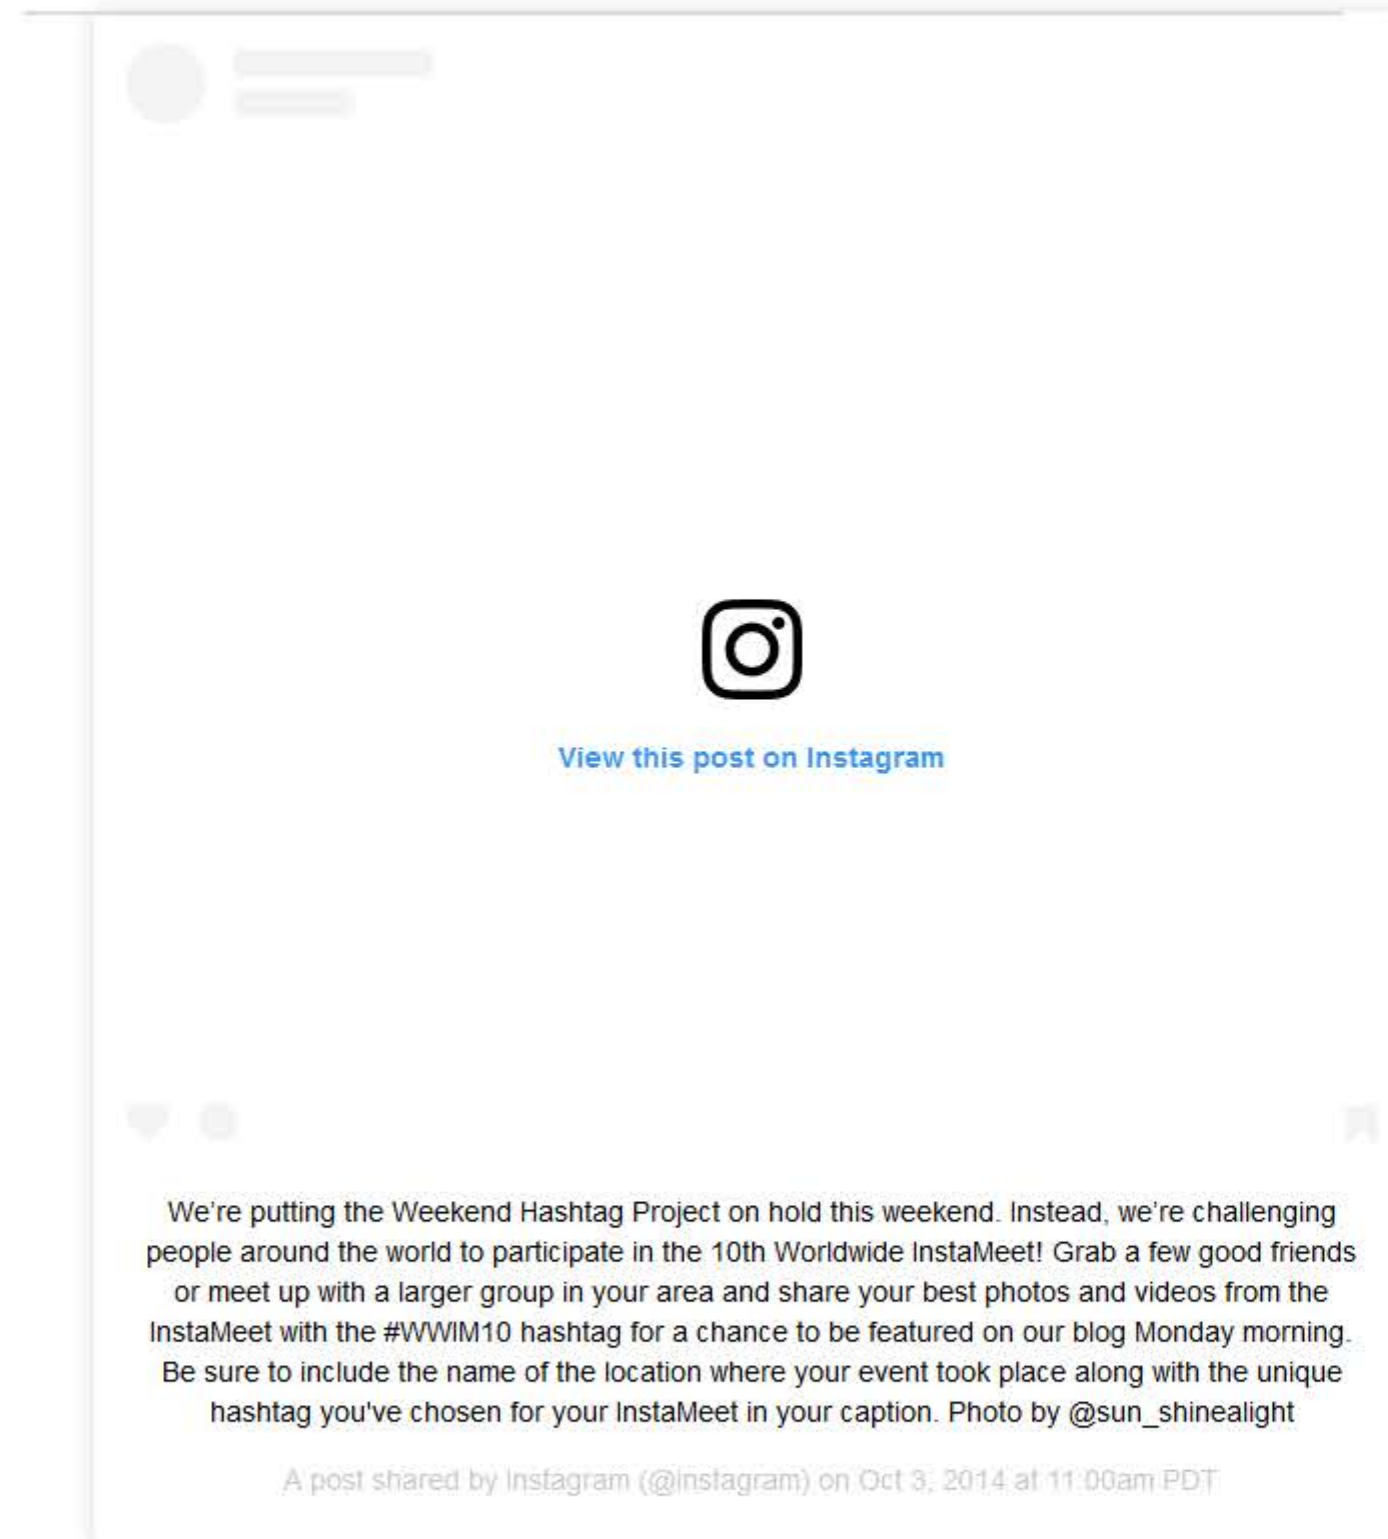 View this post on Instagram
We’re putting the Weekend Hashtag Project on hold this weekend. Instead, we’re challenging
people around the world to participate in the 10th Worldwide InstaMeet! Grab a few good friends
or meet up with a larger group in your area and share your best photos and videos from the
InstaMeet with the #WWIM10 hashtag for a chance to be featured on our blog Monday morning.
Be sure to include the name of the location where your event took place along with the unique
hashtag you've chosen for your InstaMeet in your caption. Photo by @sun_shinealight
A post shared by Instagram (@instagram) on Oct 3, 2014 at 11:00am PDT